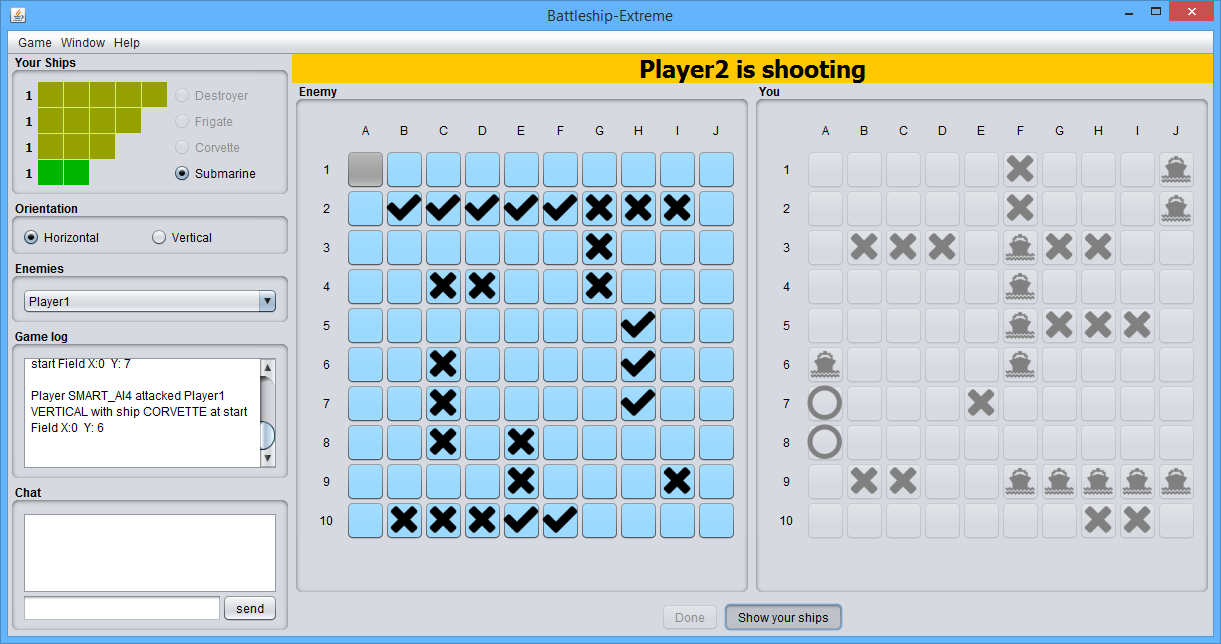 Battleship-Extreme
Game Window Help
Your Ships
1 Destroyer
1 Frigate
1 Corvette
1 Submarine
Orientation
Horizontal Vertical
Enemies
Player1
Game log
start Field X:0 Y: 7
Player SMART_AI4 attacked Player1
VERTICAL with ship CORVETTE at start
Field X:0 Y: 6
Chat
send
Player2 is shooting
Enemy
A B C D E F G H I J
1
2
3
4
5
6
7
8
9
10
You
A B C D E F G H I J
1
2
3
4
5
6
7
8
9
10
Done Show your ships